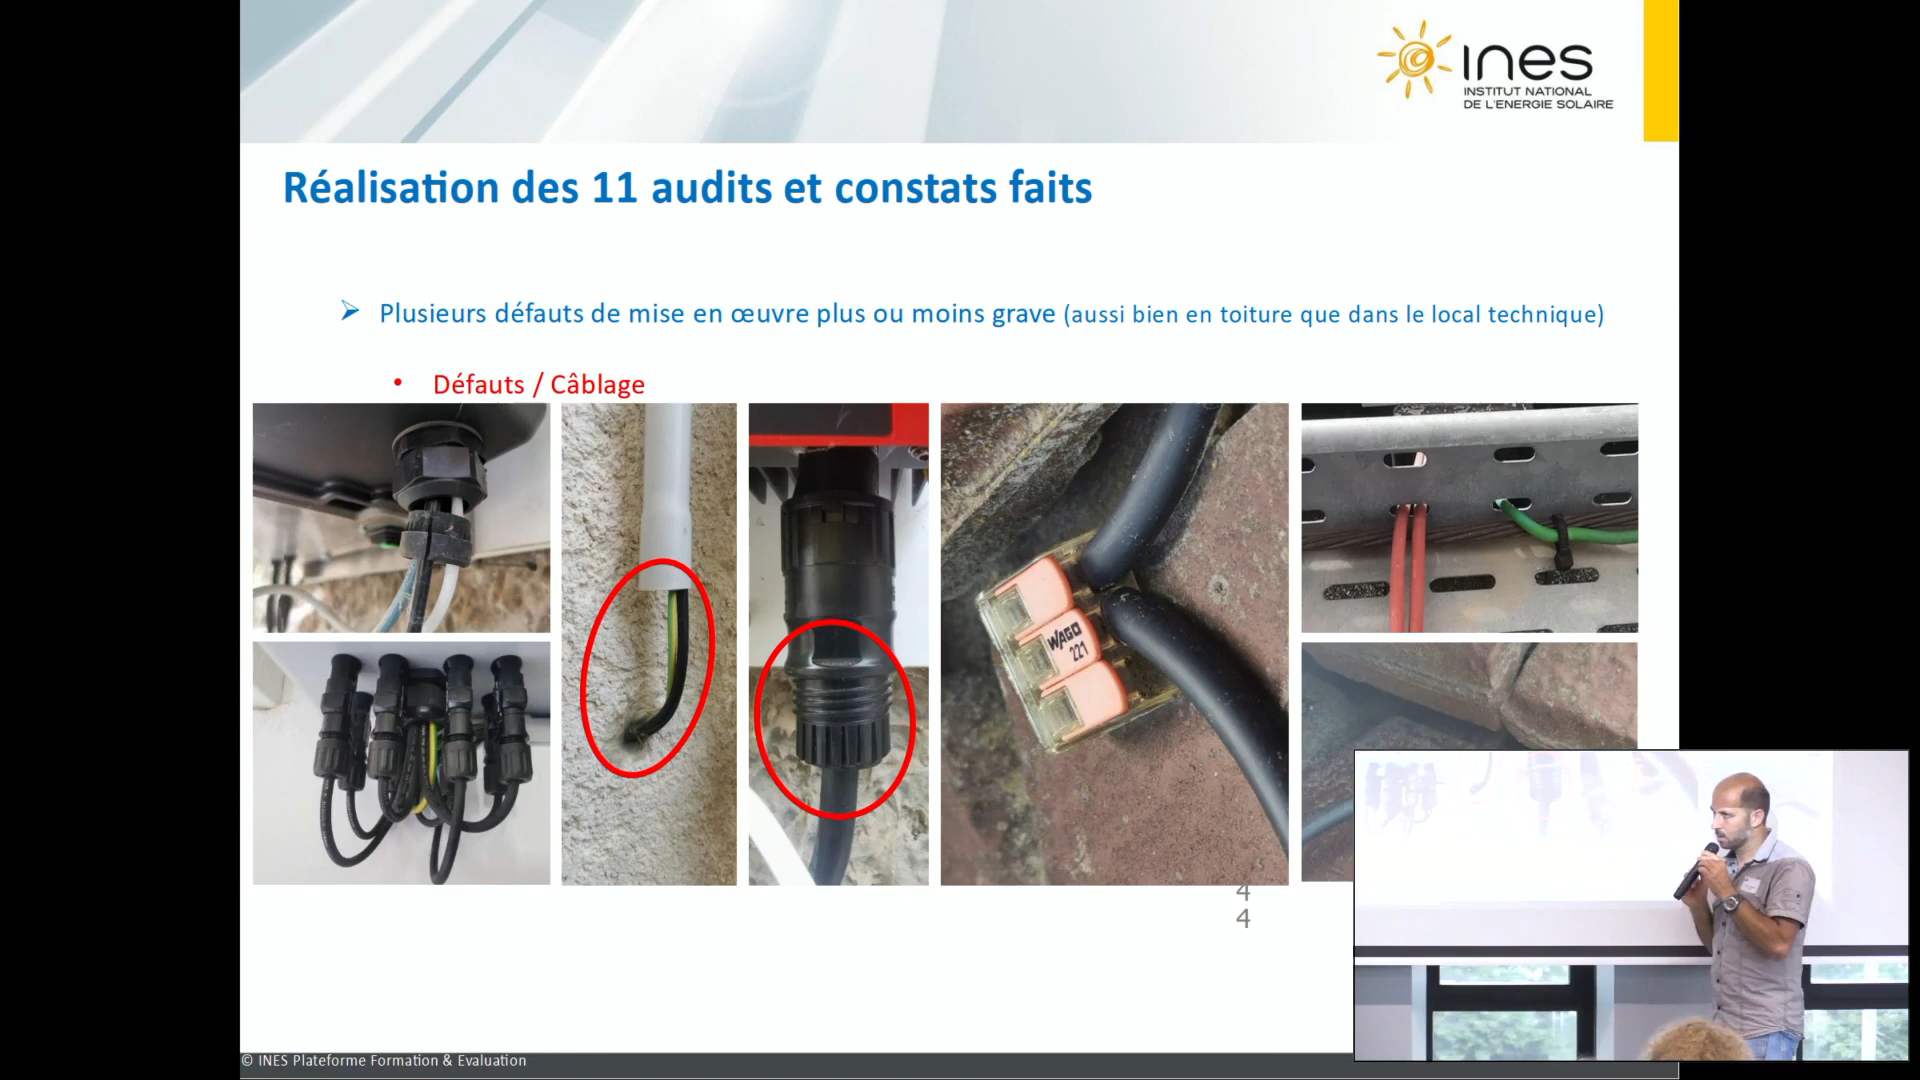 ines
INSTITUT NATIONAL
DE L'ENERGIE SOLAIRE
Réalisation des 11 audits et constats faits
Plusieurs défauts de mise en œuvre plus ou moins grave (aussi bien en toiture que dans le local technique)
Défauts / Câblage
WAGO
221
4
4
© INES Plateforme Formation & Evaluation